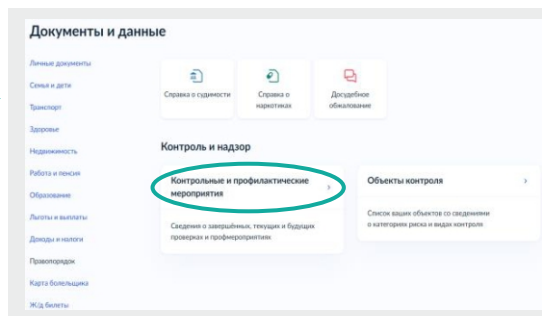 Документы и данные
Личные документы
Семья и дети
Транспорт
Здоровье
Недвижимость
Работа и пенсия
Образование
Льготы и выплаты
Доходы и налоги
Правопорядок
Карта болельщика
Ж/д билеты
Справка о судимости
Справка о
наркотиках
Досудебное
обжалование
Контроль и надзор
Контрольные и профилактические
мероприятия
Сведения о завершённых, текущих и будущих
проверках и профмероприятиях
Объекты контроля
Список ваших объектов со сведениями
о категориях риска и видах контроля